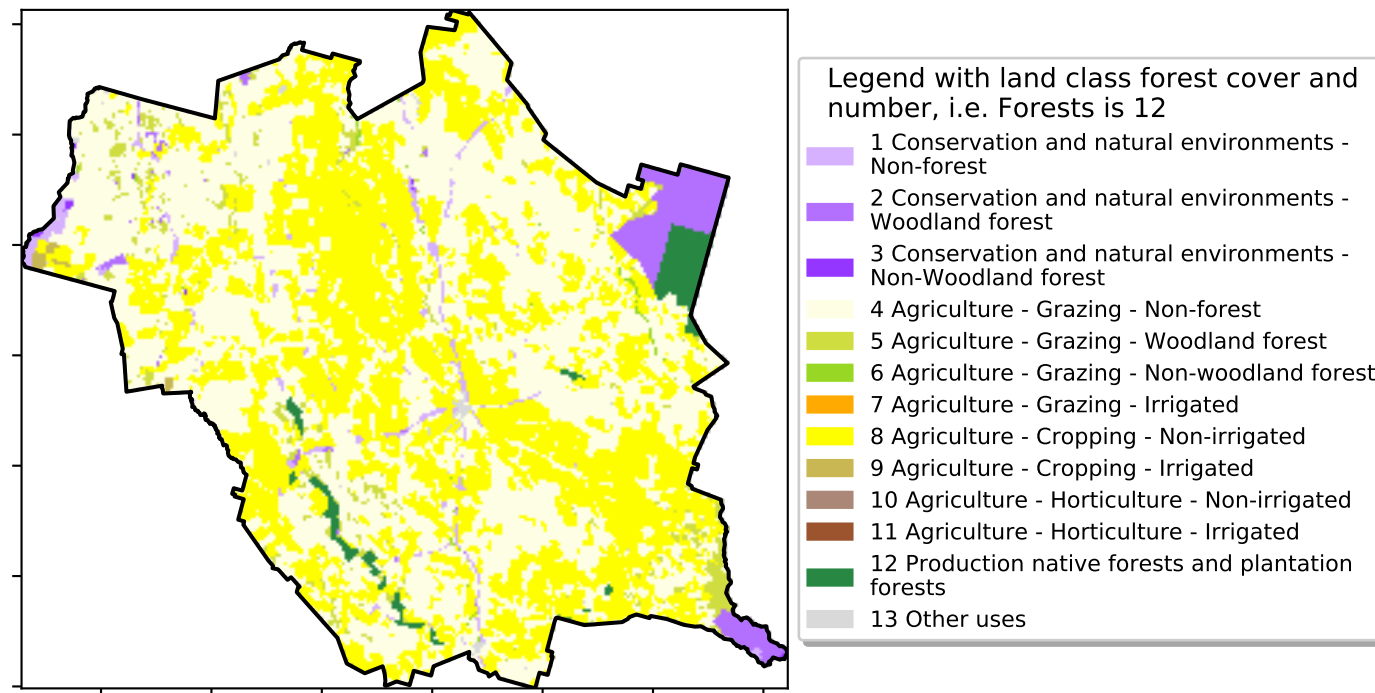 Legend with land class forest cover and
number, i.e. Forests is 12
1 Conservation and natural environments -
Non-forest
2 Conservation and natural environments -
Woodland forest
3 Conservation and natural environments -
Non-Woodland forest
4 Agriculture - Grazing - Non-forest
5 Agriculture - Grazing - Woodland forest
6 Agriculture - Grazing - Non-woodland forest
7 Agriculture - Grazing - Irrigated
8 Agriculture - Cropping - Non-irrigated
9 Agriculture - Cropping - Irrigated
10 Agriculture - Horticulture - Non-irrigated
11 Agriculture - Horticulture - Irrigated
12 Production native forests and plantation
forests
13 Other uses